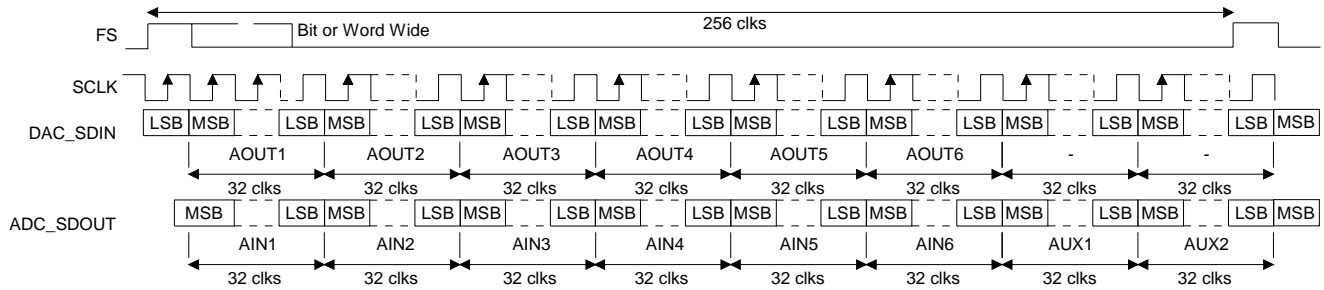 FS Bit or Word Wide 256 clks
SCLK
DAC_SDIN LSB MSB LSB MSB LSB MSB LSB MSB LSB MSB LSB MSB LSB MSB LSB MSB LSB MSB
AOUT1 AOUT2 AOUT3 AOUT4 AOUT5 AOUT6 - -
32 clks 32 clks 32 clks 32 clks 32 clks 32 clks 32 clks 32 clks
ADC_SDOUT MSB LSB MSB LSB MSB LSB MSB LSB MSB LSB MSB LSB MSB LSB MSB LSB MSB
AIN1 AIN2 AIN3 AIN4 AIN5 AIN6 AUX1 AUX2
32 clks 32 clks 32 clks 32 clks 32 clks 32 clks 32 clks 32 clks